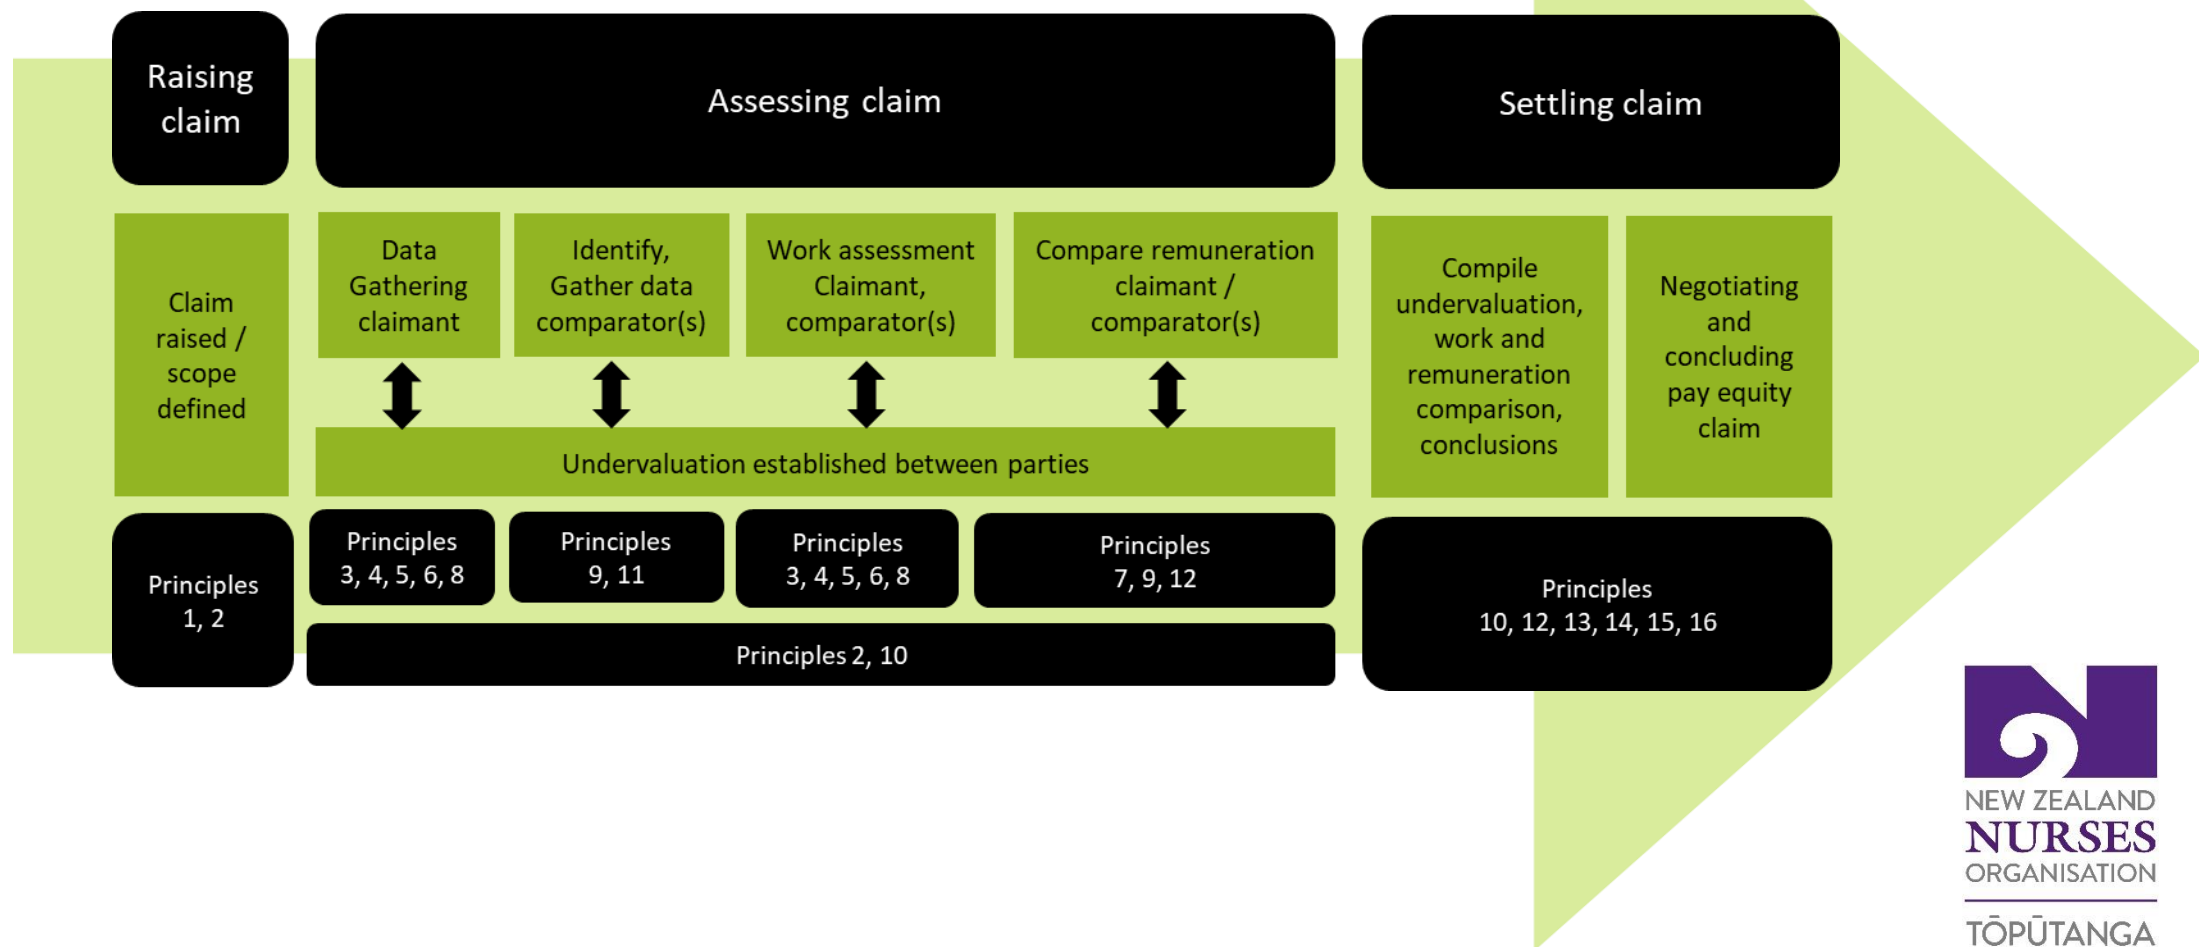 Raising
claim
Assessing claim
Settling claim
Claim
raised /
scope
defined
Data
Gathering
claimant
Identify,
Gather data
comparator(s)
Work assessment
Claimant,
comparator(s)
Compare remuneration
claimant /
comparator(s)
Undervaluation established between parties
Compile
undervaluation,
work and
remuneration
comparison,
conclusions
Negotiating
and
concluding
pay equity
claim
Principles
1, 2
Principles
3, 4, 5, 6, 8
Principles
9, 11
Principles
3, 4, 5, 6, 8
Principles
7, 9, 12
Principles 2, 10
Principles
10, 12, 13, 14, 15, 16
NEW ZEALAND
NURSES
ORGANISATION
TŌPŪTANGA